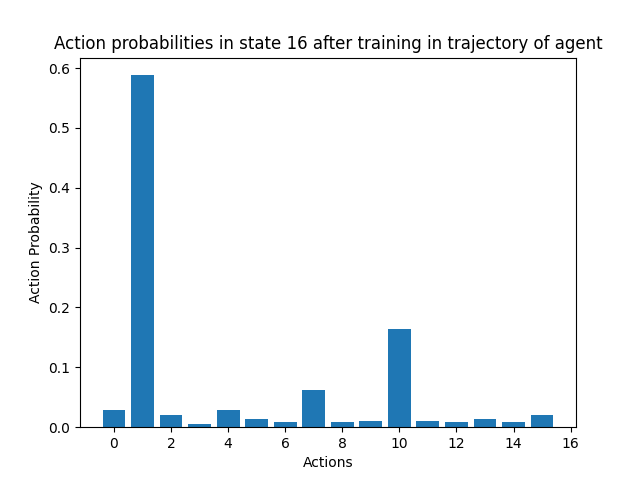 Action probabilities in state 16 after training in trajectory of agent
0.6
0.5
0.4
0.3
0.2
0.1
0.0
Action Probability
0 2 4 6 8 10 12 14 16
Actions